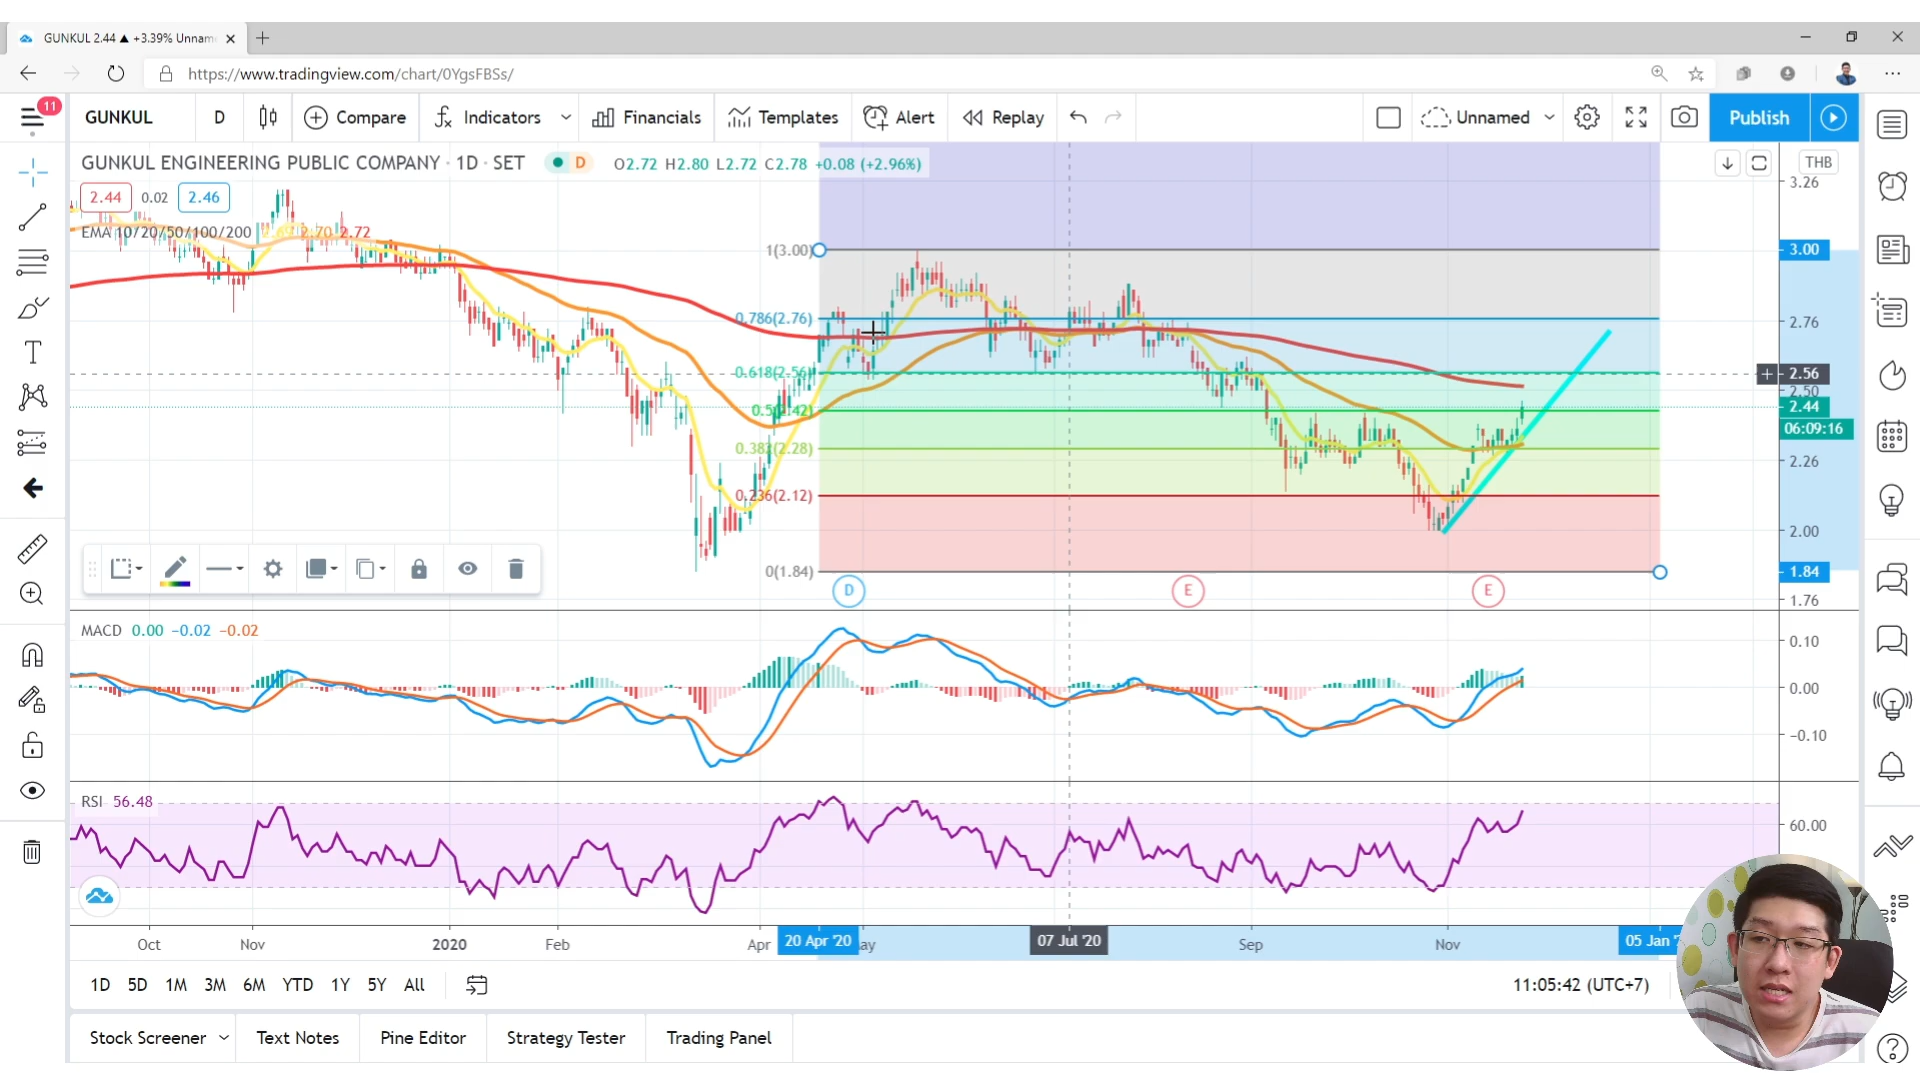 GUNKUL 2.44 ▲ +3.39% Unnam
https://www.tradingview.com/chart/0YgsFBSs/
11
GUNKUL D Compare Indicators Financials Templates Alert Replay Unnamed Publish
GUNKUL ENGINEERING PUBLIC COMPANY · 1D · SET D O2.72 H2.80 L2.72 C2.78 +0.08 (+2.96%)
THB
2.44 0.02 2.46
EMA 10/20/50/100/200 2.70 2.72
3.26
1(3.00)
3.00
0.786(2.76)
2.76
0.618(2.56)
+ 2.56
2.50
0.5(2.42)
2.44
06:09:16
0.382(2.28)
2.26
0.236(2.12)
2.00
0(1.84)
1.84
D E E
1.76
MACD 0.00 −0.02 −0.02
0.10
0.00
−0.10
RSI 56.48
60.00
Oct Nov 2020 Feb Apr 20 Apr '20 ay 07 Jul '20 Sep Nov 05 Jan '
1D 5D 1M 3M 6M YTD 1Y 5Y All
11:05:42 (UTC+7)
Stock Screener Text Notes Pine Editor Strategy Tester Trading Panel